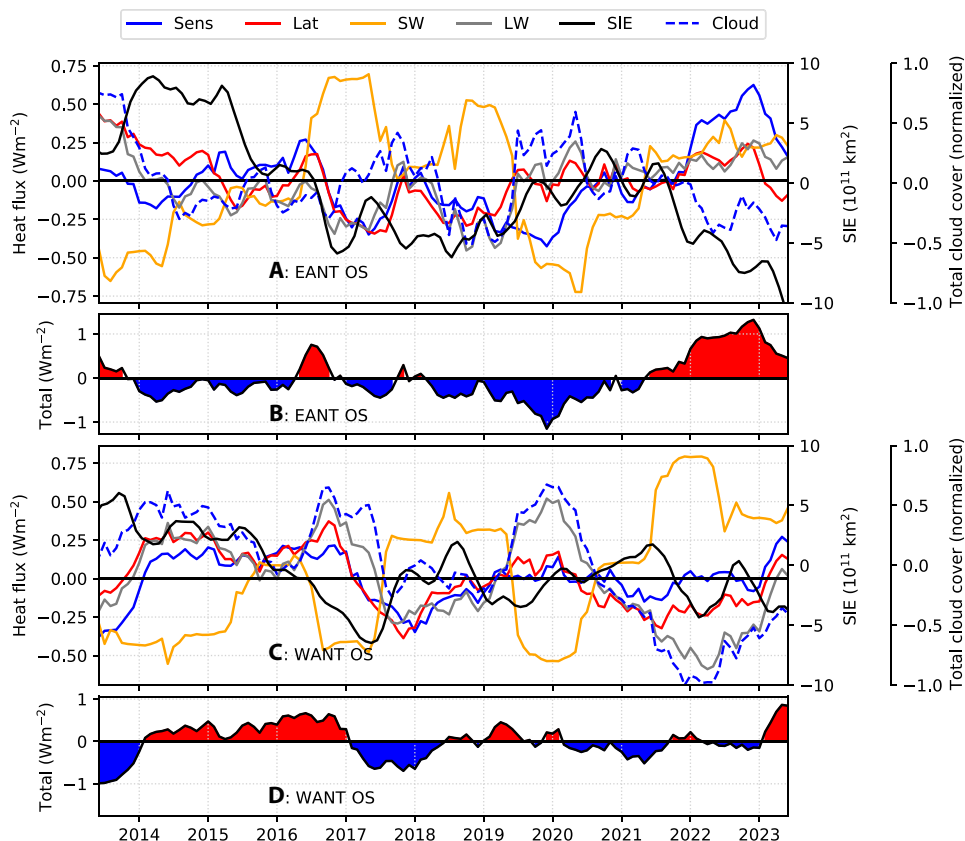 Sens Lat SW LW SIE Cloud
0.75
0.50
0.25
0.00
−0.25
−0.50
−0.75
Heat flux (Wm−2)
A: EANT OS
10
5
0
−5
−10
SIE (10^11 km^2)
1.0
0.5
0.0
−0.5
−1.0
Total cloud cover (normalized)
1
0
−1
Total (Wm−2)
B: EANT OS
0.75
0.50
0.25
0.00
−0.25
−0.50
Heat flux (Wm−2)
C: WANT OS
10
5
0
−5
−10
SIE (10^11 km^2)
1.0
0.5
0.0
−0.5
−1.0
Total cloud cover (normalized)
1
0
−1
Total (Wm−2)
D: WANT OS
2014 2015 2016 2017 2018 2019 2020 2021 2022 2023